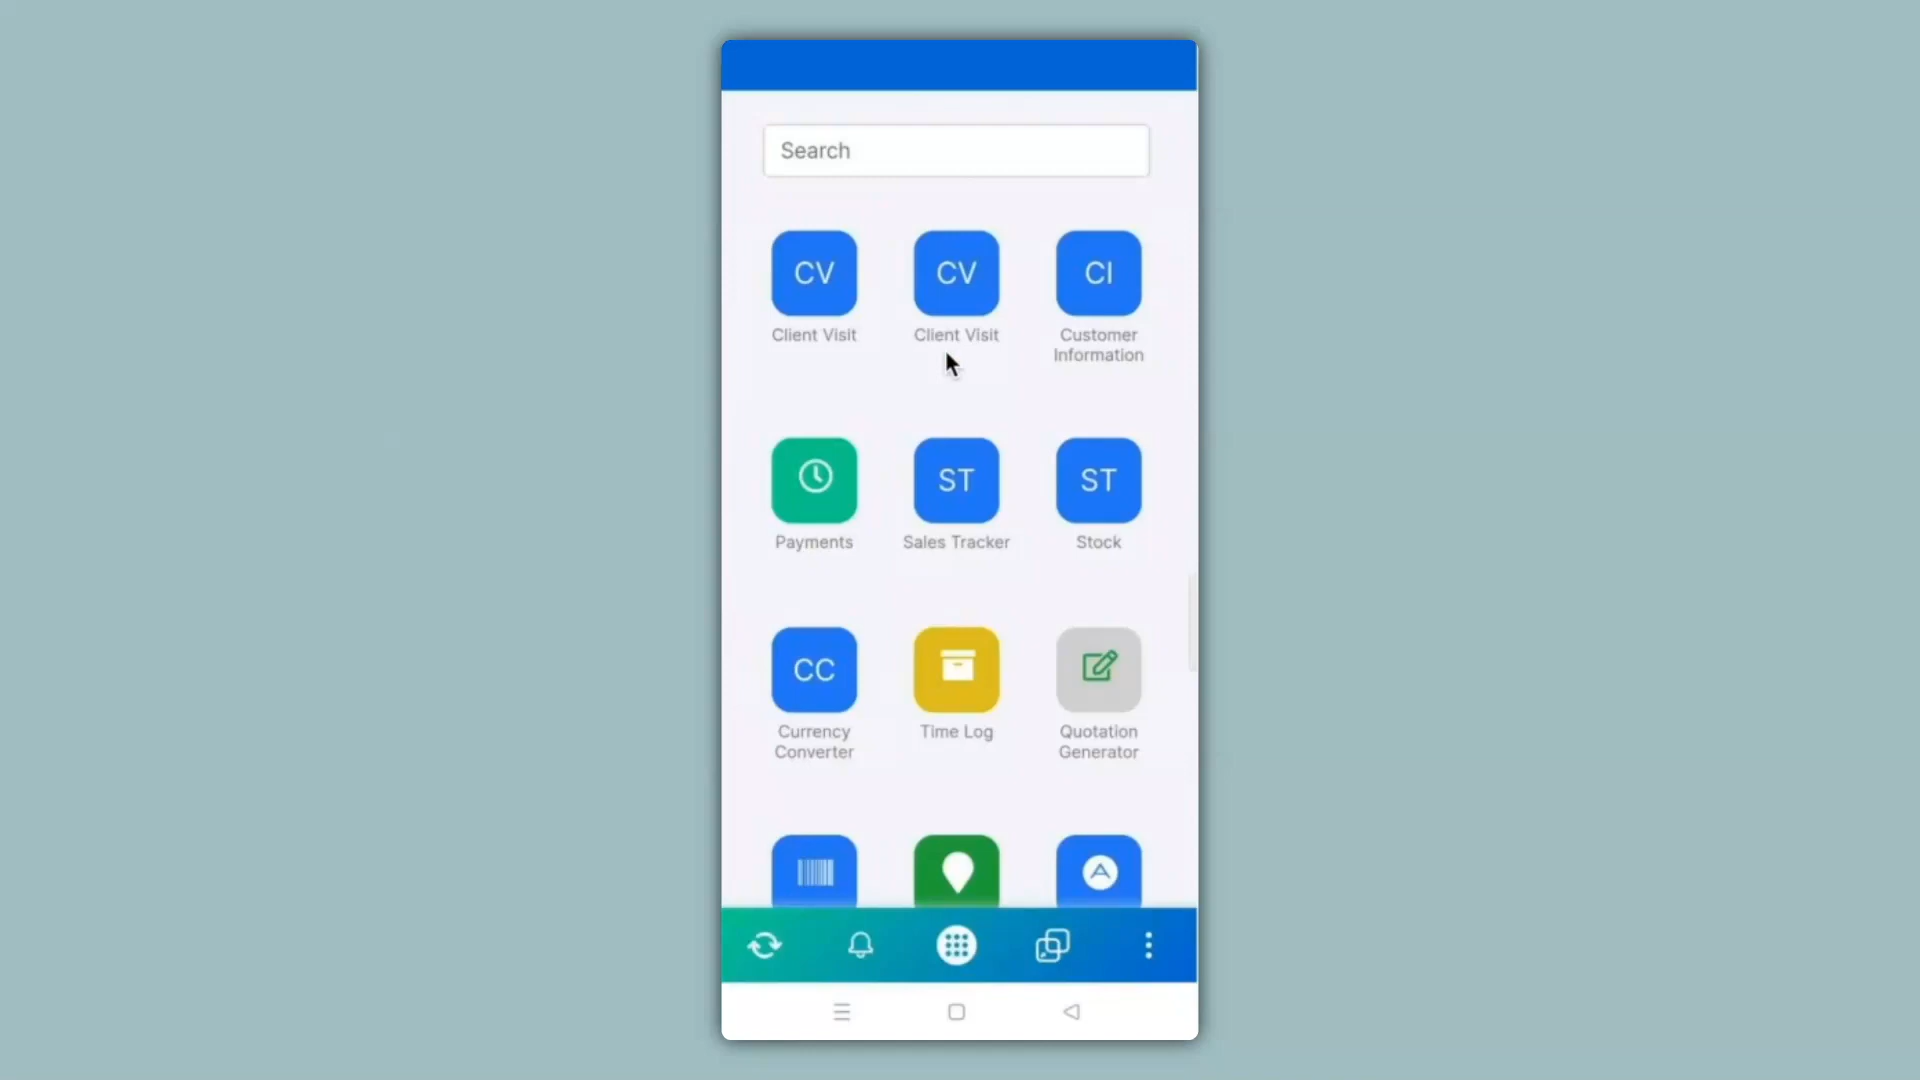 Search
CV
CV
CI
Client Visit
Client Visit
Customer
Information
ST
ST
Payments
Sales Tracker
Stock
CC
Currency
Converter
Time Log
Quotation
Generator